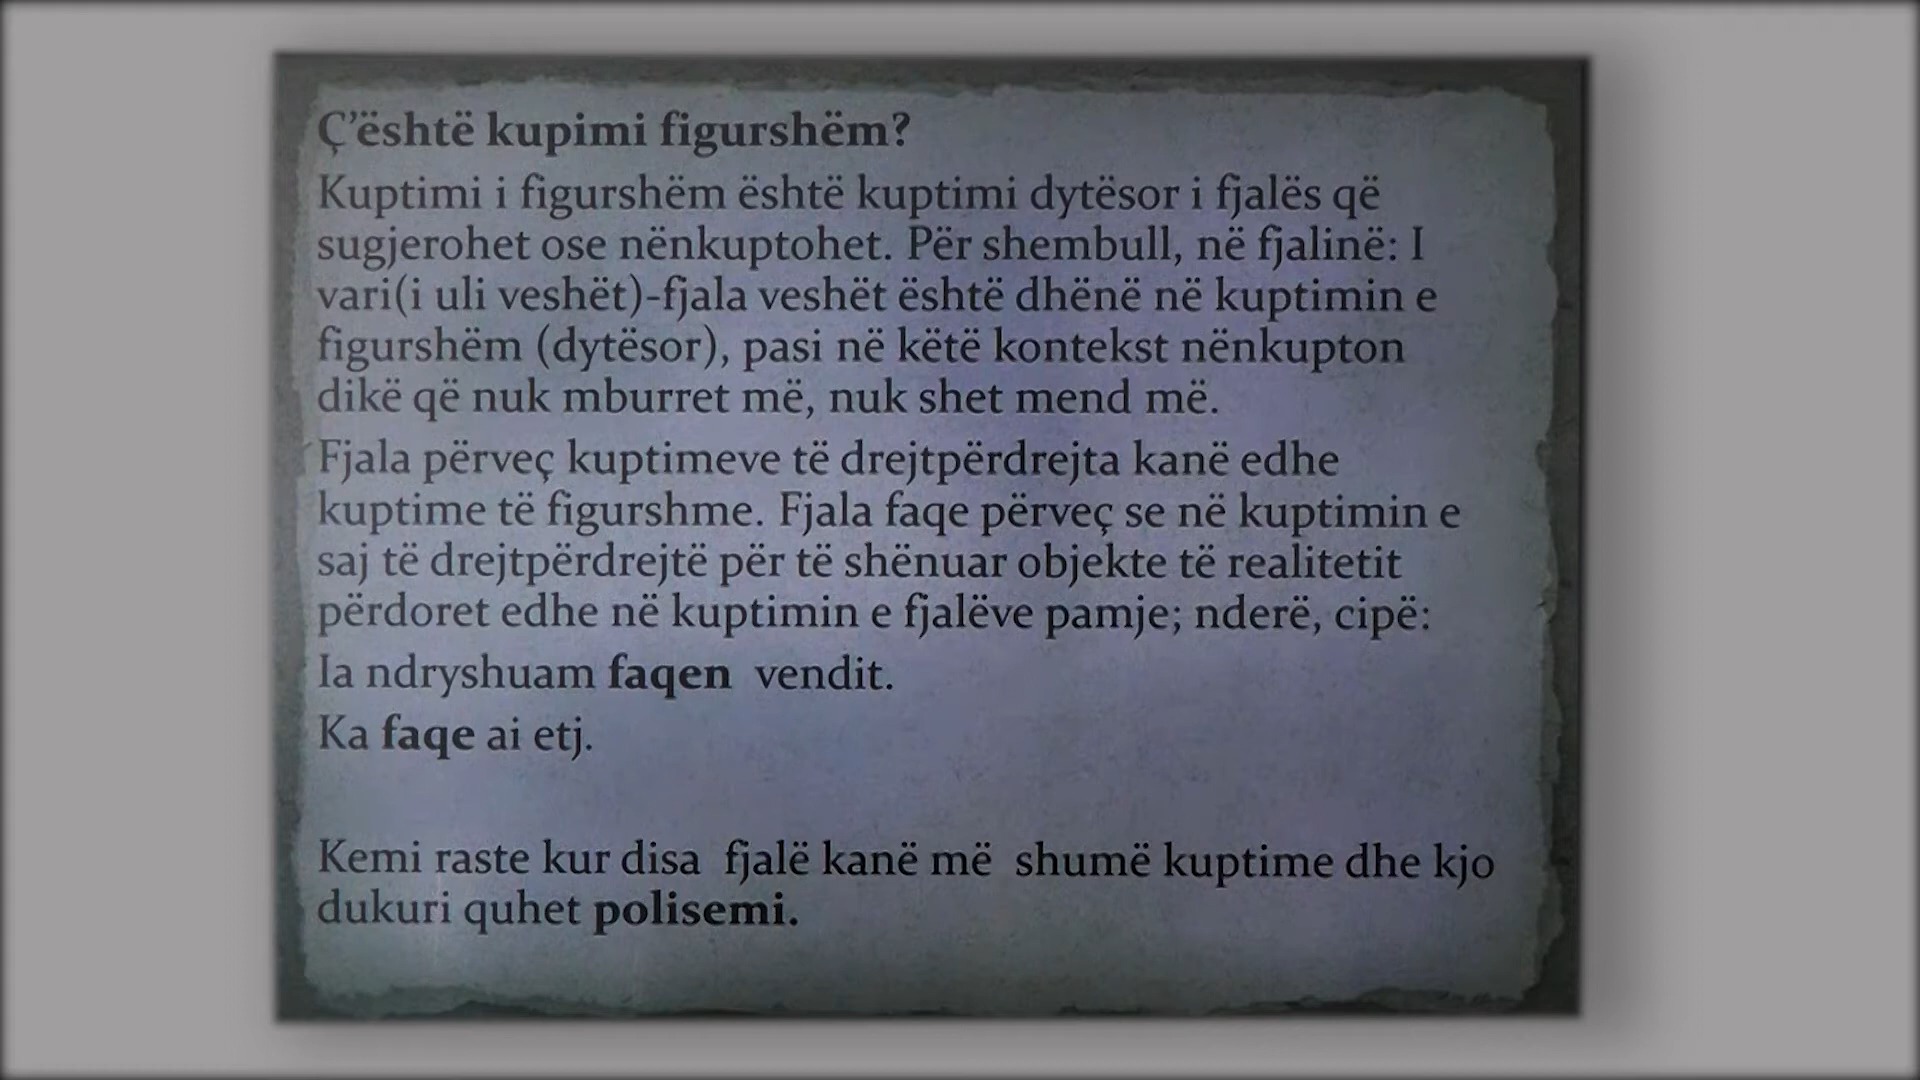 Ç’është kupimi figurshëm?
Kuptimi i figurshëm është kuptimi dytësor i fjalës që
sugjerohet ose nënkuptohet. Për shembull, në fjalinë: I
vari(i uli veshët)-fjala veshët është dhënë në kuptimin e
figurshëm (dytësor), pasi në këtë kontekst nënkupton
dikë që nuk mburret më, nuk shet mend më.
Fjala përveç kuptimeve të drejtpërdrejta kanë edhe
kuptime të figurshme. Fjala faqe përveç se në kuptimin e
saj të drejtpërdrejtë për të shënuar objekte të realitetit
përdoret edhe në kuptimin e fjalëve pamje; nderë, cipë:
Ia ndryshuam faqen vendit.
Ka faqe ai etj.
Kemi raste kur disa fjalë kanë më shumë kuptime dhe kjo
dukuri quhet polisemi.